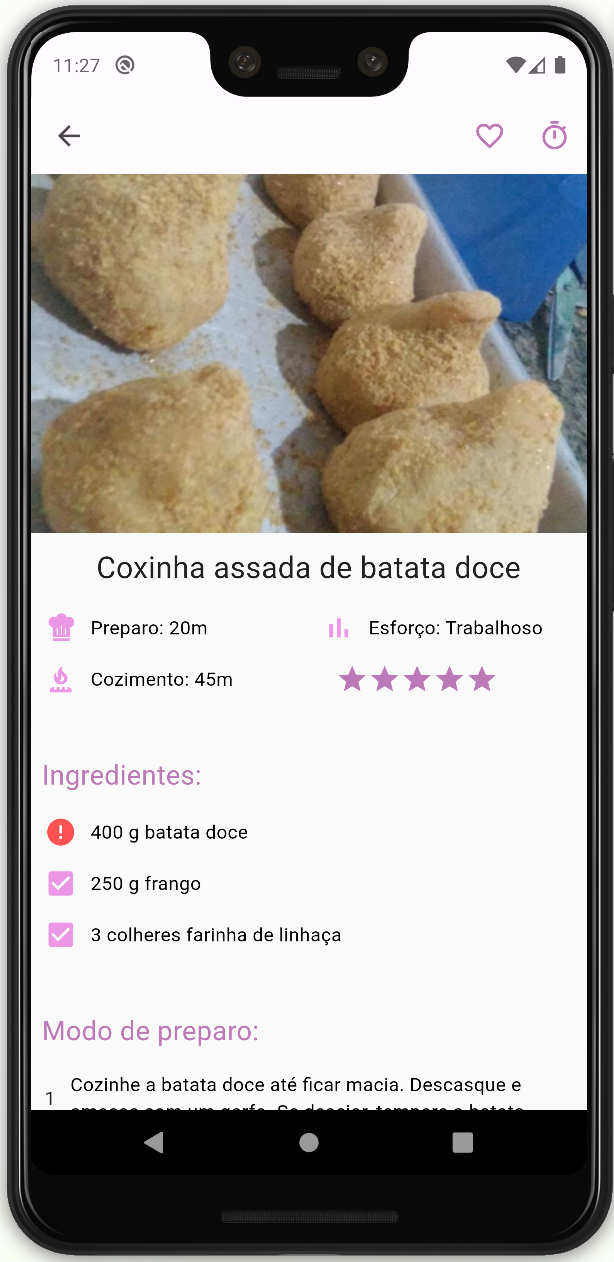 11:27
Coxinha assada de batata doce
Preparo: 20m
Esforço: Trabalhoso
Cozimento: 45m
Ingredientes:
400 g batata doce
250 g frango
3 colheres farinha de linhaça
Modo de preparo:
1
Cozinhe a batata doce até ficar macia. Descasque e